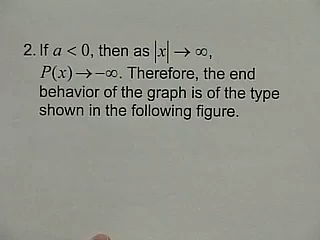 2. If a < 0, then as |x| → ∞,
P(x) → −∞. Therefore, the end
behavior of the graph is of the type
shown in the following figure.